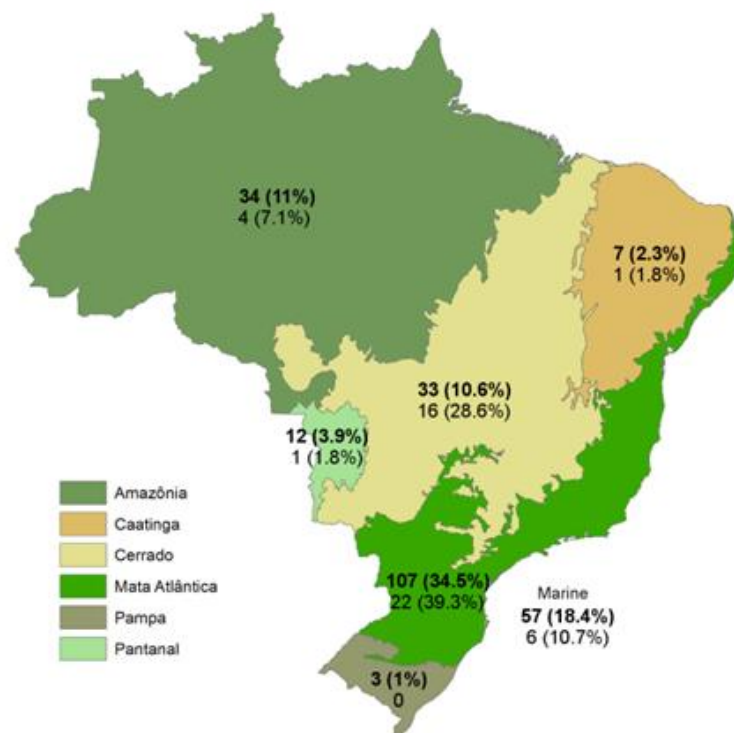 34 (11%)
4 (7.1%)
7 (2.3%)
1 (1.8%)
33 (10.6%)
16 (28.6%)
12 (3.9%)
1 (1.8%)
Amazônia
Caatinga
Cerrado
Mata Atlântica
Pampa
Pantanal
107 (34.5%)
22 (39.3%)
Marine
57 (18.4%)
6 (10.7%)
3 (1%)
0